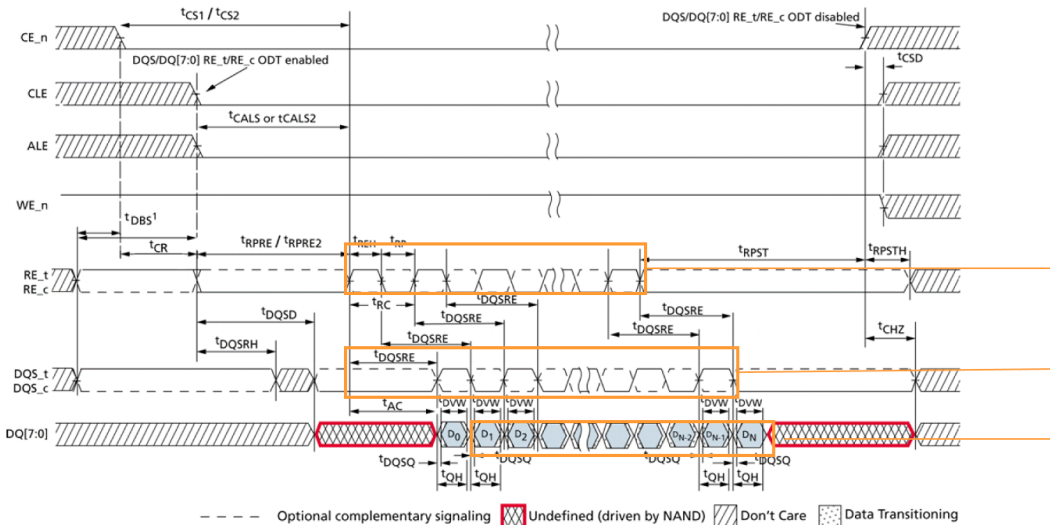 tCS1 / tCS2
DQS/DQ[7:0] RE_t/RE_c ODT disabled
CE_n
DQS/DQ[7:0] RE_t/RE_c ODT enabled
tCSD
CLE
tCALS or tCALS2
ALE
WE_n
tDBS1
tCR
tRPRE / tRPRE2
tREH
tRP
tRPST
tRPSTH
RE_t
RE_c
tRC
tDQSRE
tDQSD
tDQSRE
tDQSRE
tDQSRH
tDQSRE
tDQSRE
tCHZ
tDQSRE
DQS_t
DQS_c
tAC
tDVW
tDVW
tDVW
tDVW
tDVW
DQ[7:0]
D0
D1
D2
DN-2
DN-1
DN
tDQSQ
tDQSQ
tDQSQ
tDQSQ
tQH
tQH
tQH
tQH
Optional complementary signaling
Undefined (driven by NAND)
Don't Care
Data Transitioning